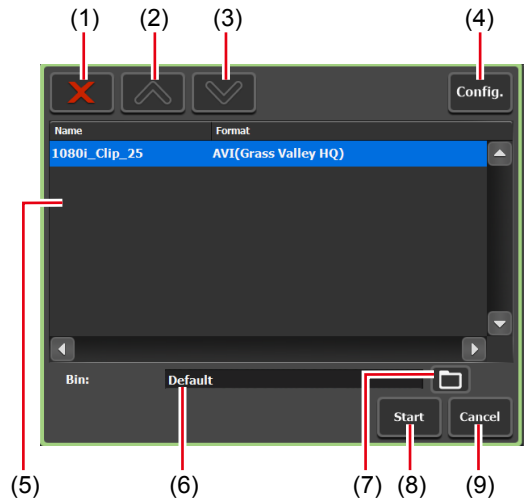 (1) (2) (3) (4)
Config.
Name Format
1080i_Clip_25 AVI(Grass Valley HQ)
Bin: Default
Start Cancel
(5) (6) (7) (8) (9)